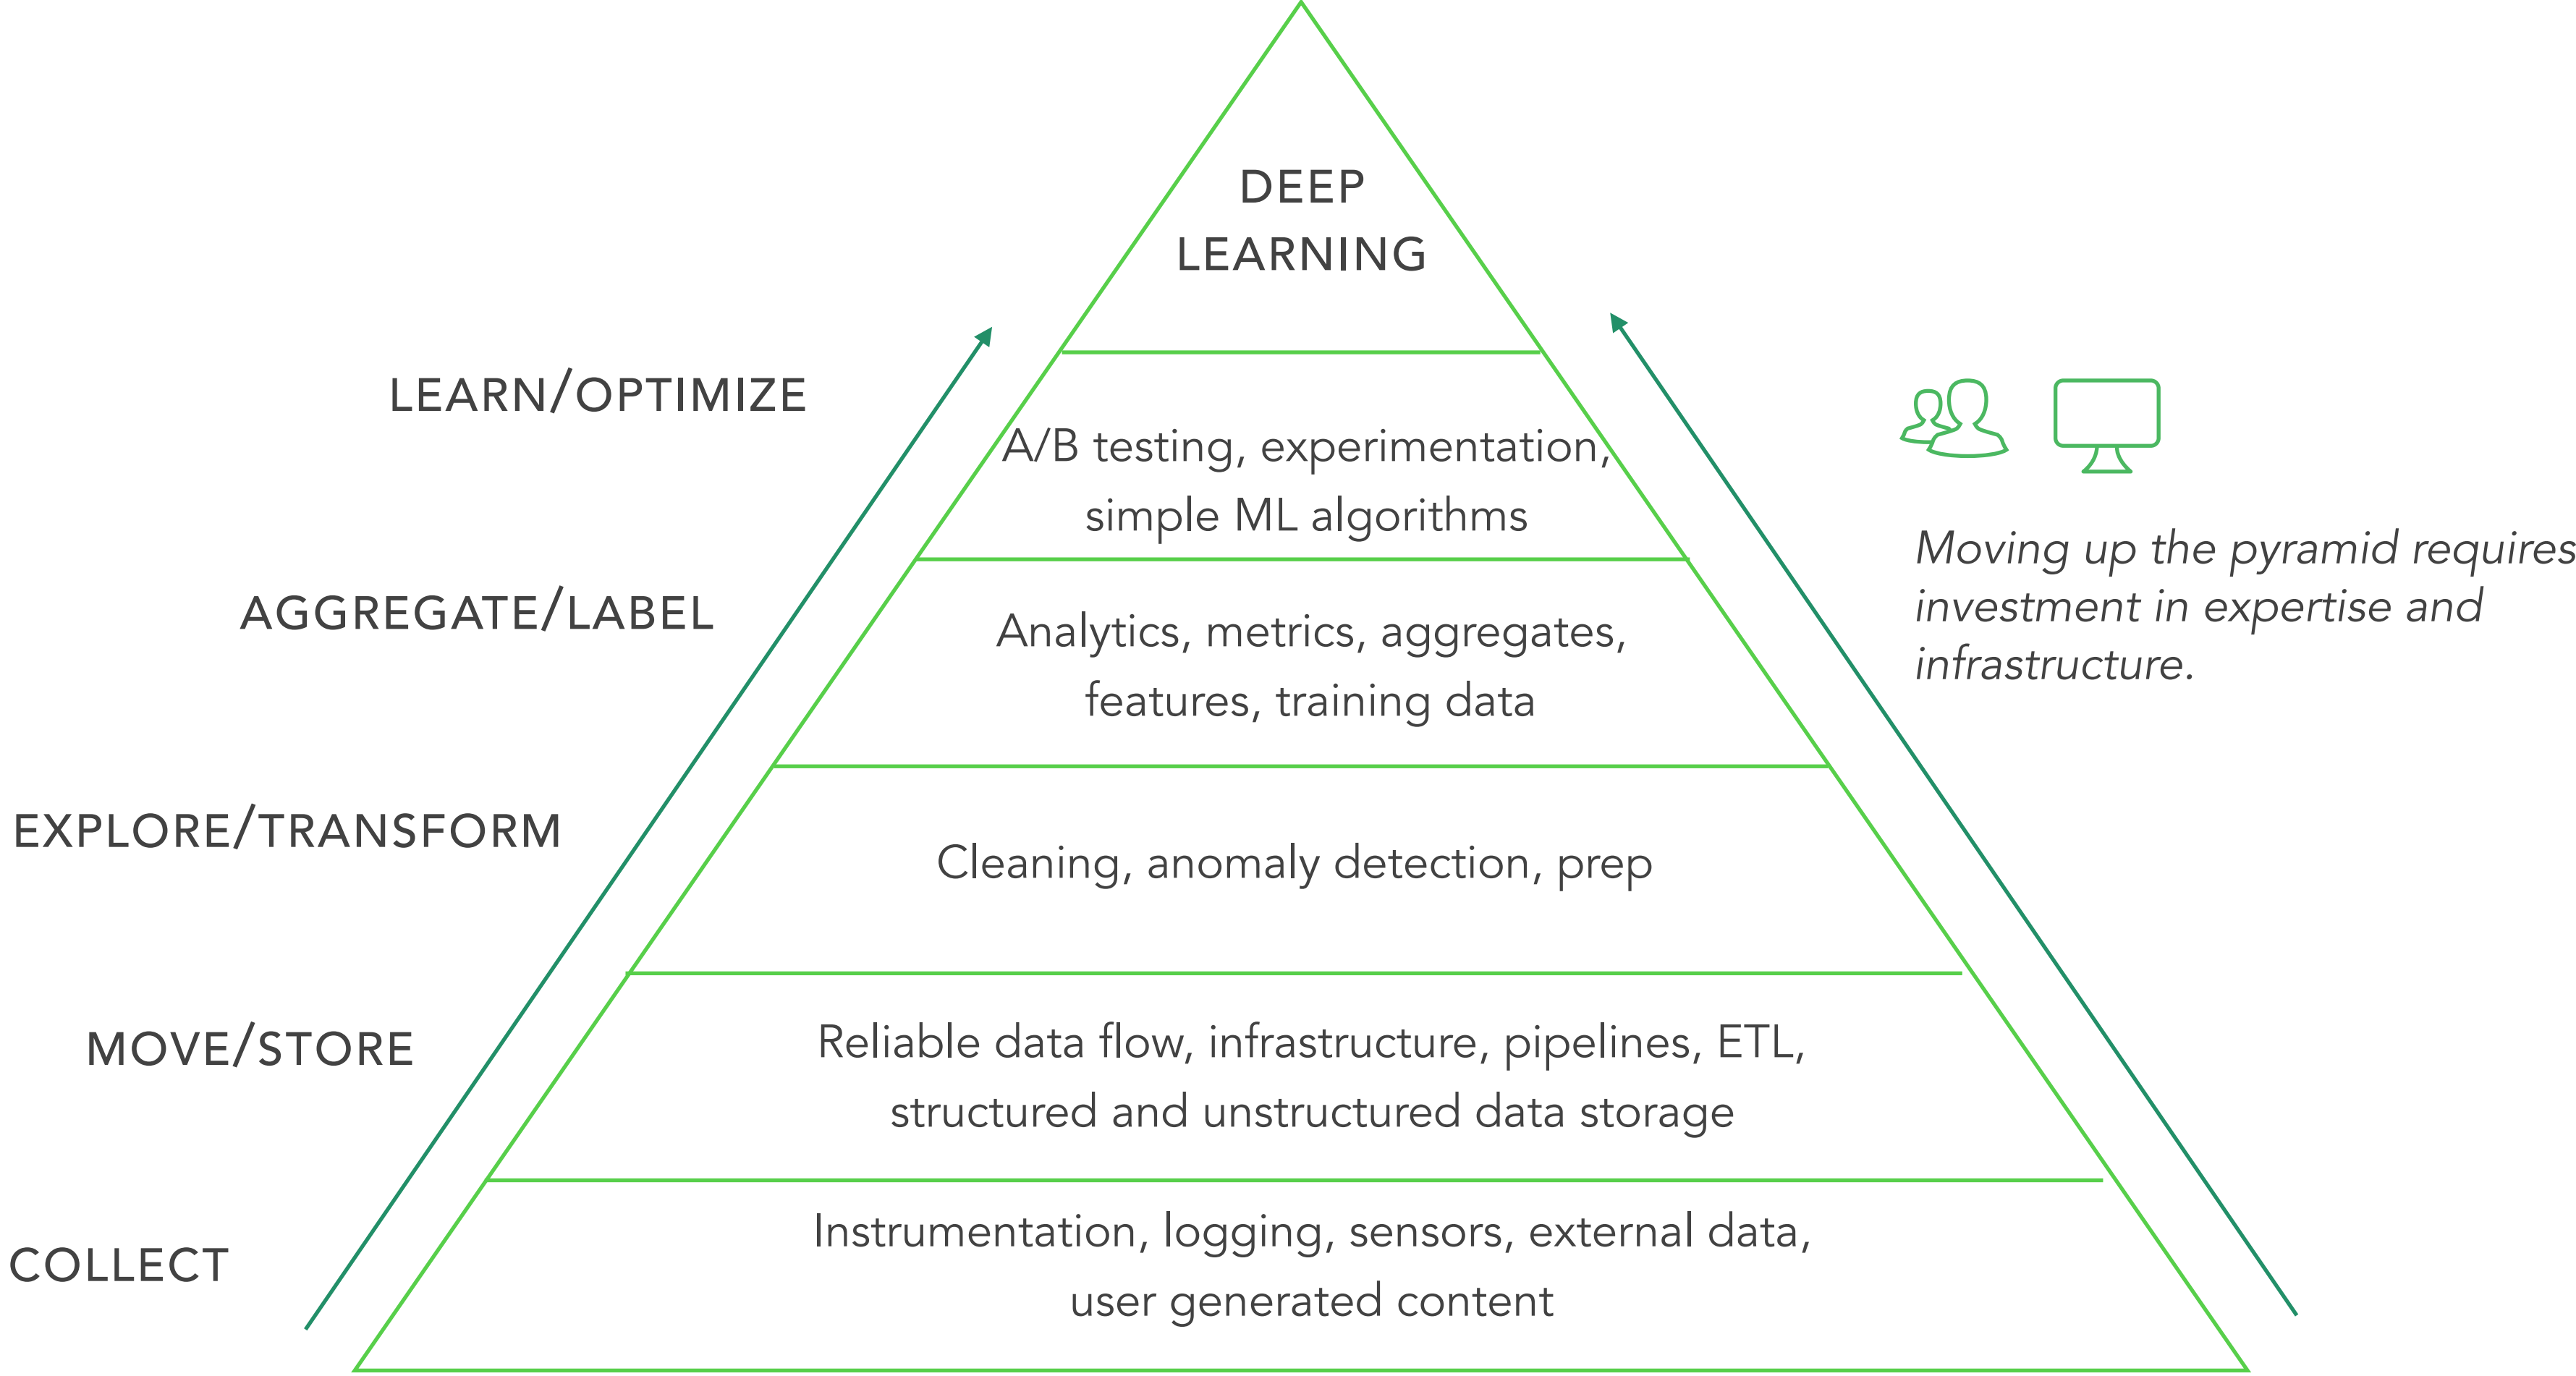 DEEP
LEARNING
LEARN/OPTIMIZE
A/B testing, experimentation,
simple ML algorithms
AGGREGATE/LABEL
Analytics, metrics, aggregates,
features, training data
EXPLORE/TRANSFORM
Cleaning, anomaly detection, prep
MOVE/STORE
Reliable data flow, infrastructure, pipelines, ETL,
structured and unstructured data storage
COLLECT
Instrumentation, logging, sensors, external data,
user generated content
Moving up the pyramid requires
investment in expertise and
infrastructure.